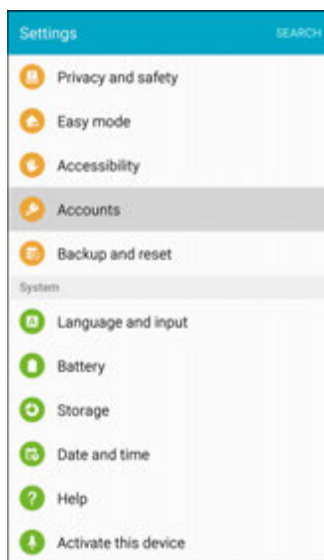 Settings SEARCH
Privacy and safety
Easy mode
Accessibility
Accounts
Backup and reset
System
Language and input
A
Battery
Storage
Date and time
?
Help
Activate this device